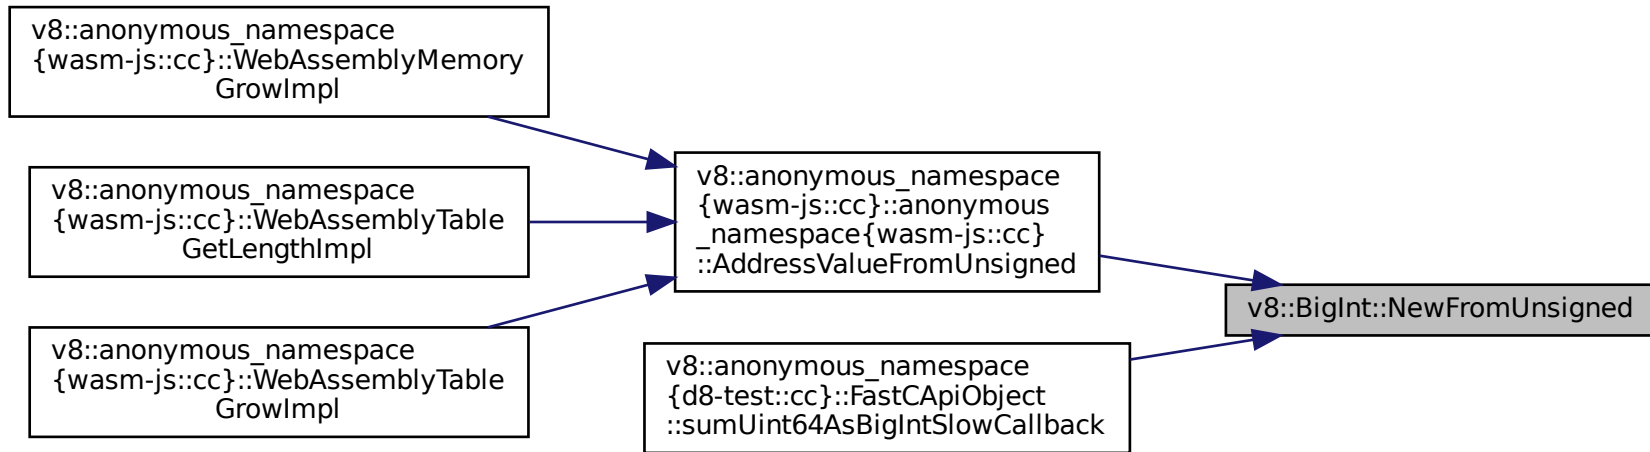 v8::anonymous_namespace
{wasm-js::cc}::WebAssemblyMemory
GrowImpl
v8::anonymous_namespace
{wasm-js::cc}::WebAssemblyTable
GetLengthImpl
v8::anonymous_namespace
{wasm-js::cc}::WebAssemblyTable
GrowImpl
v8::anonymous_namespace
{wasm-js::cc}::anonymous
_namespace{wasm-js::cc}
::AddressValueFromUnsigned
v8::anonymous_namespace
{d8-test::cc}::FastCApiObject
::sumUint64AsBigIntSlowCallback
v8::BigInt::NewFromUnsigned